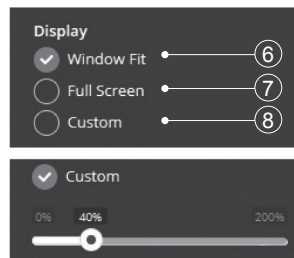 Display
Window Fit 6
Full Screen 7
Custom 8
Custom
0% 40% 200%